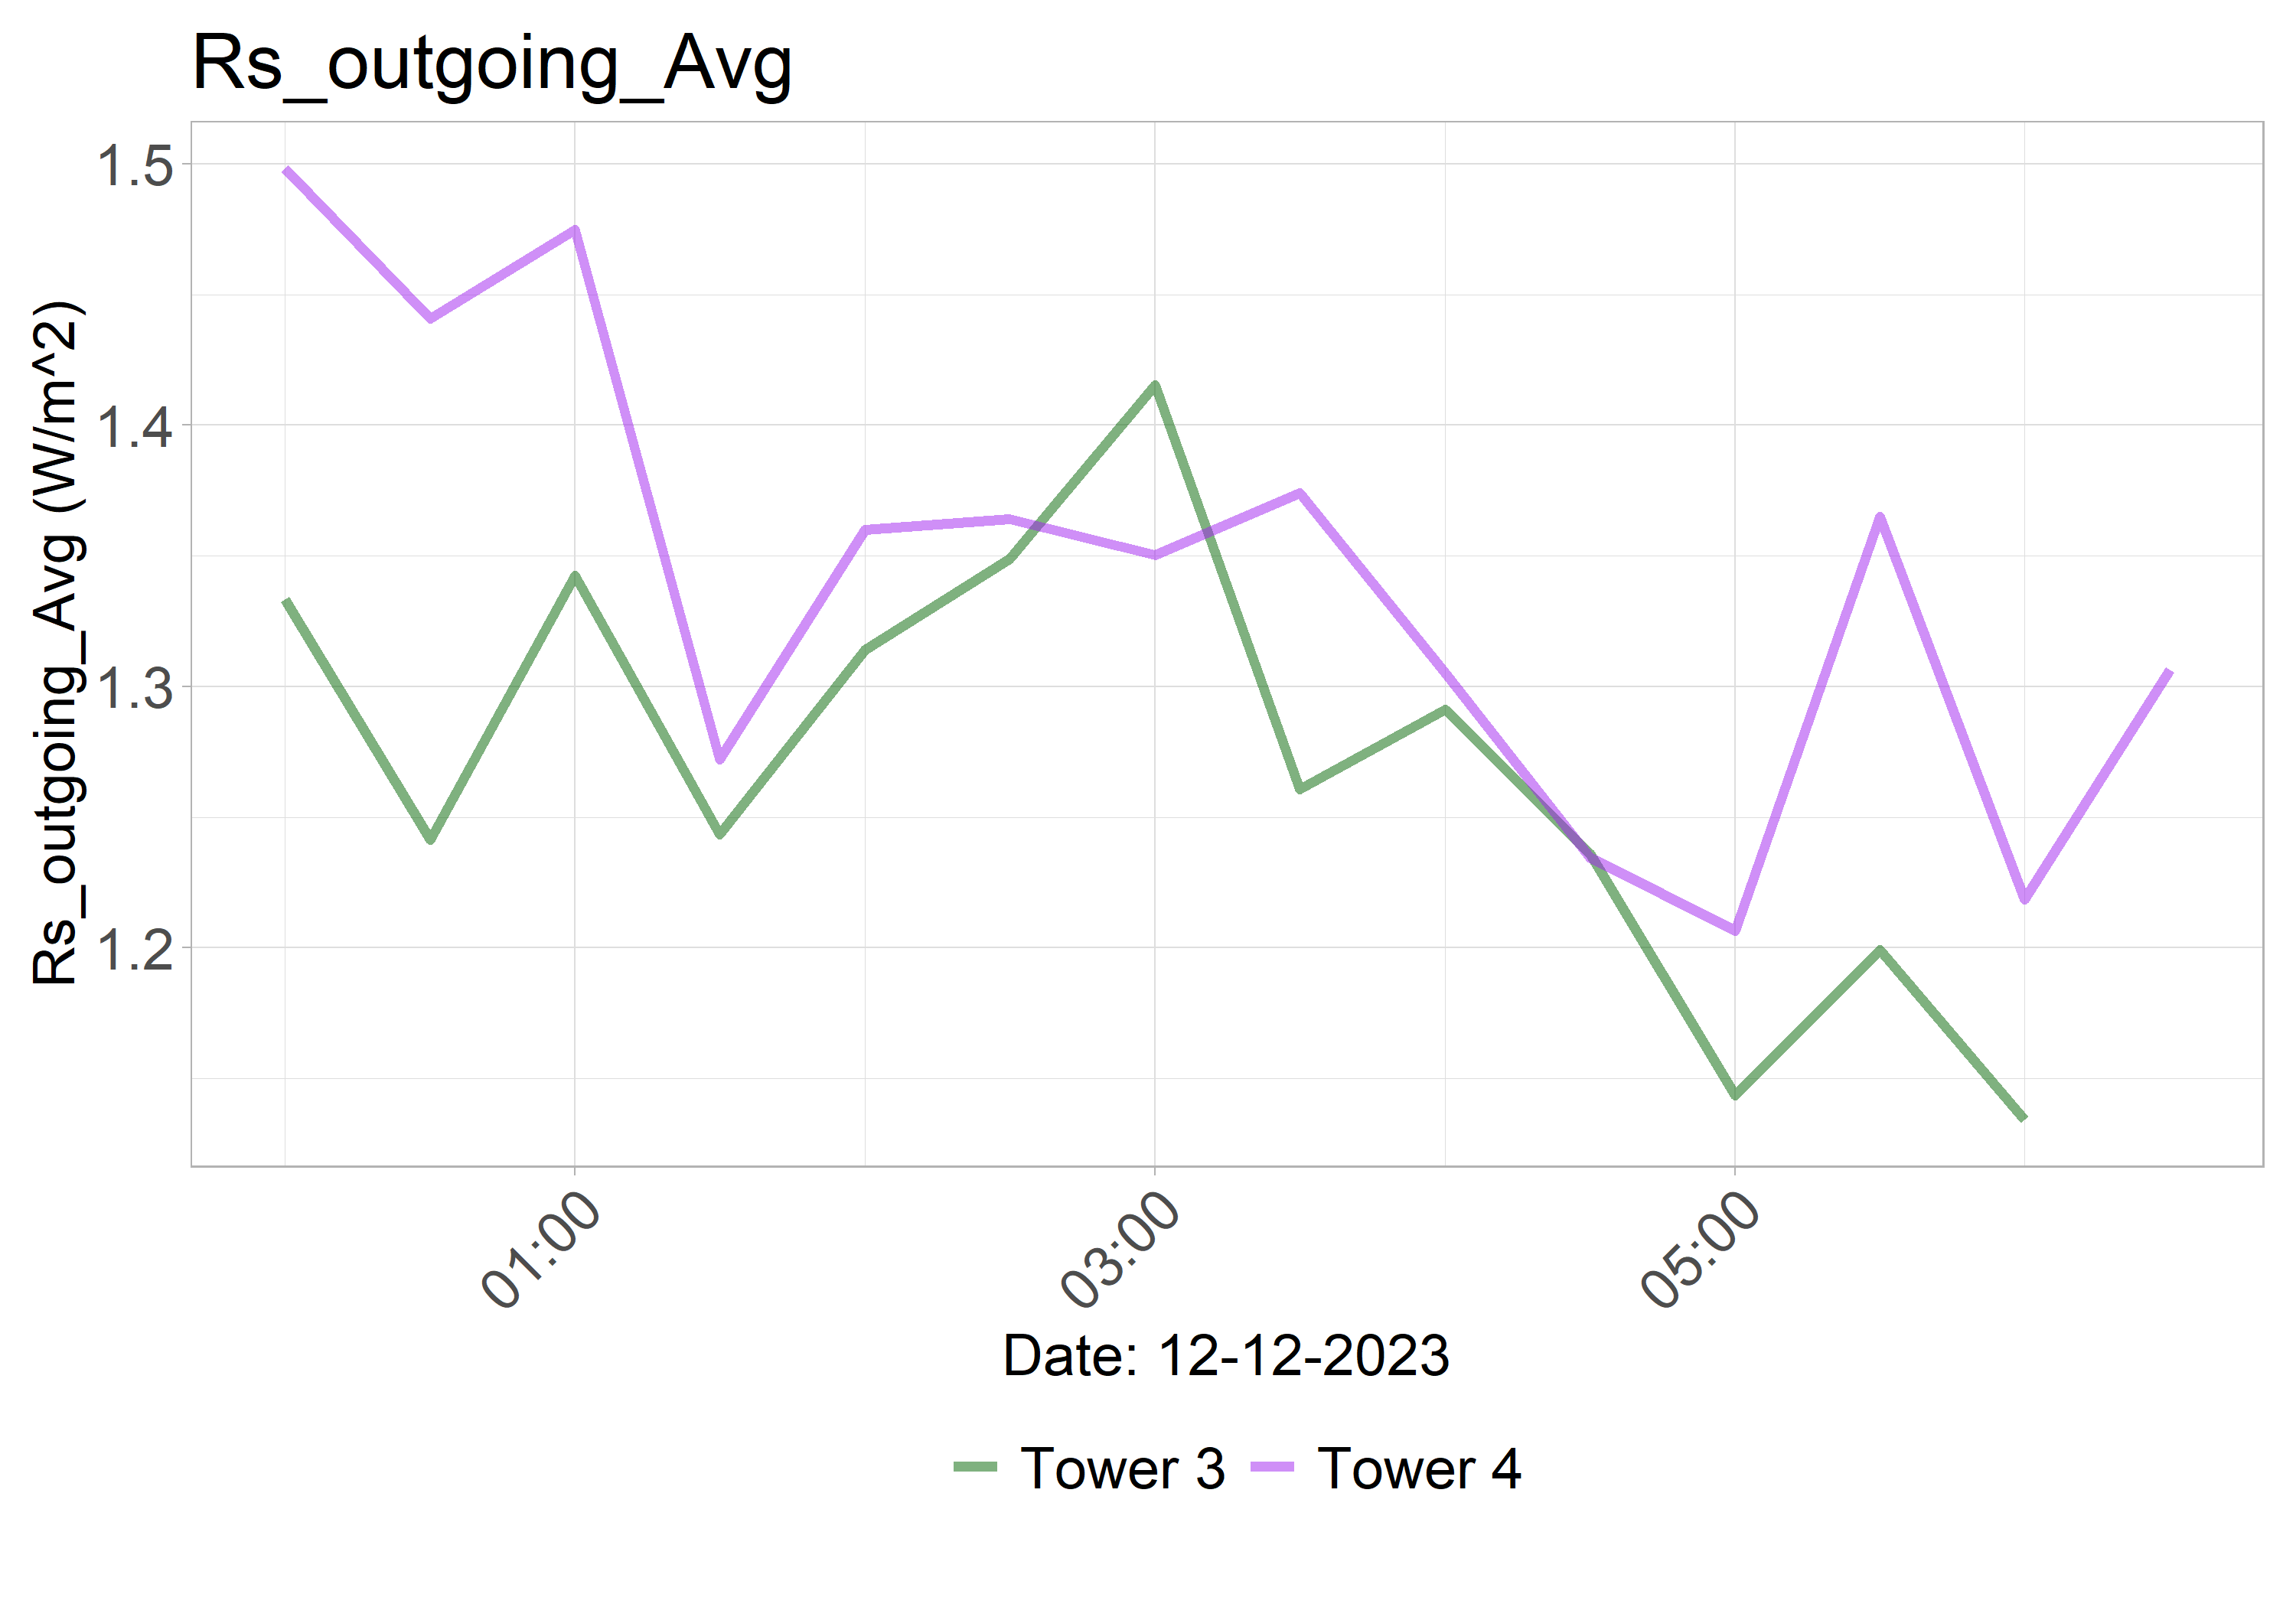 Rs_outgoing_Avg
Rs_outgoing_Avg (W/m^2)
1.5
1.4
1.3
1.2
01:00
03:00
05:00
Date: 12-12-2023
Tower 3
Tower 4